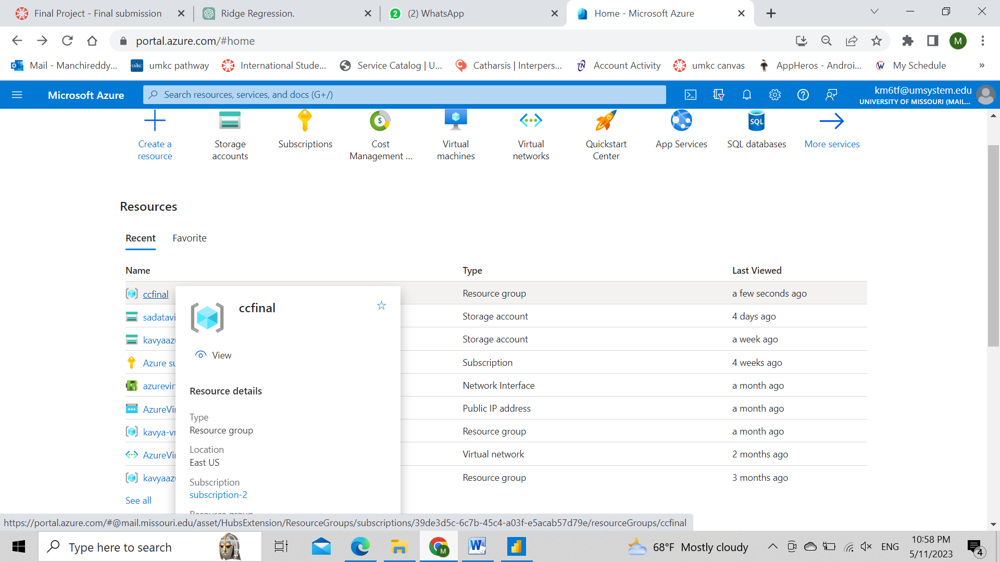 Final Project - Final submission
Ridge Regression.
(2) WhatsApp
Home - Microsoft Azure
portal.azure.com/#home
M
Mail - Manchireddy...
umkc pathway
International Stude...
Service Catalog | U...
Catharsis | Interpers...
Account Activity
umkc canvas
AppHeros - Androi...
My Schedule
»
Microsoft Azure
Search resources, services, and docs (G+/)
km6tf@umsystem.edu
UNIVERSITY OF MISSOURI (MAIL...
Create a
resource
Storage
accounts
Subscriptions
Cost
Management ...
Virtual
machines
Virtual
networks
Quickstart
Center
App Services
SQL
SQL databases
More services
Resources
Recent
Favorite
Name
Type
Last Viewed
ccfinal
Resource group
a few seconds ago
sadatavi
Storage account
4 days ago
kavyaaz
Storage account
a week ago
Azure su
Subscription
4 weeks ago
azurevir
Network Interface
a month ago
AzureVi
Public IP address
a month ago
kavya-v
Resource group
a month ago
AzureVi
Virtual network
2 months ago
kavyaaz
Resource group
3 months ago
See all
ccfinal
View
Resource details
Type
Resource group
Location
East US
Subscription
subscription-2
Resource group
https://portal.azure.com/#@mail.missouri.edu/asset/HubsExtension/ResourceGroups/subscriptions/39de3d5c-6c7b-45c4-a03f-e5acab57d79e/resourceGroups/ccfinal
Type here to search
68°F Mostly cloudy
ENG
10:58 PM
5/11/2023
4